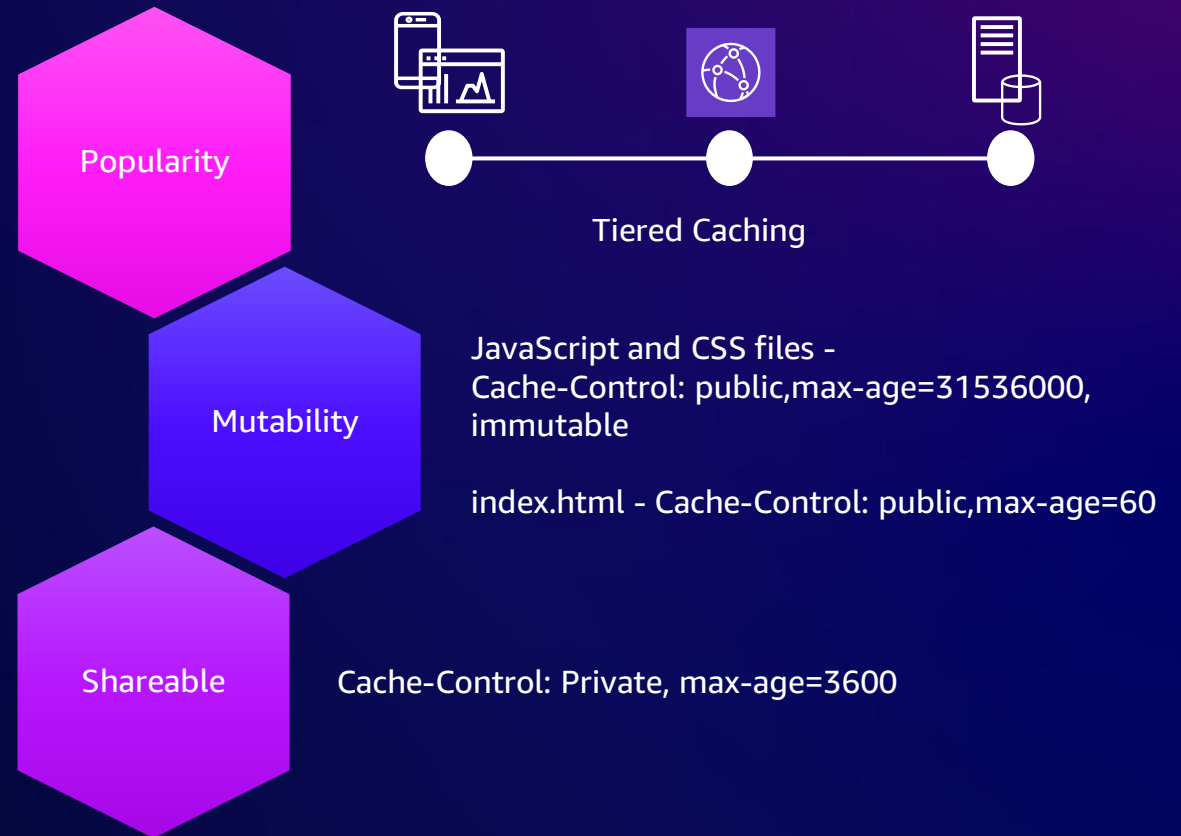 Popularity
Tiered Caching
Mutability
JavaScript and CSS files -
Cache-Control: public,max-age=31536000,
immutable
index.html - Cache-Control: public,max-age=60
Shareable
Cache-Control: Private, max-age=3600